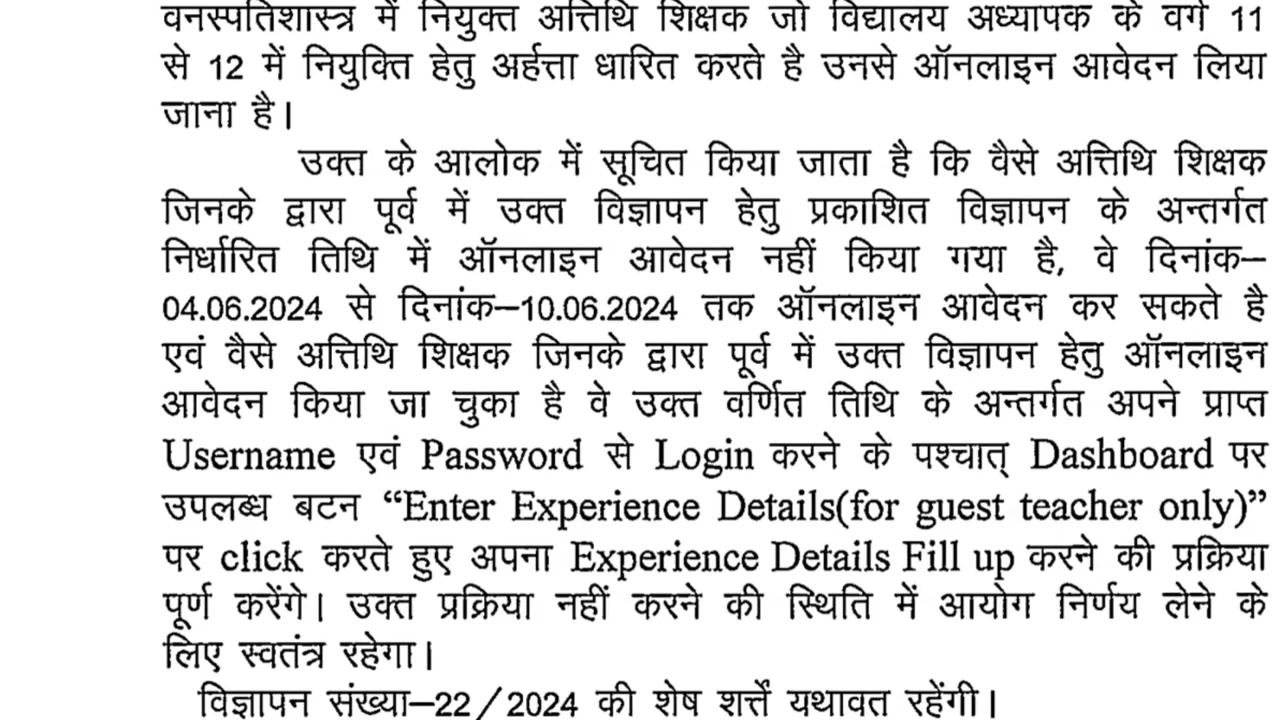 वनस्पतिशास्त्र में नियुक्त अत्तिथि शिक्षक जो विद्यालय अध्यापक के वर्ग 11
से 12 में नियुक्ति हेतु अर्हत्ता धारित करते है उनसे ऑनलाइन आवेदन लिया
जाना है।
उक्त के आलोक में सूचित किया जाता है कि वैसे अत्तिथि शिक्षक
जिनके द्वारा पूर्व में उक्त विज्ञापन हेतु प्रकाशित विज्ञापन के अन्तर्गत
निर्धारित तिथि में ऑनलाइन आवेदन नहीं किया गया है, वे दिनांक–
04.06.2024 से दिनांक–10.06.2024 तक ऑनलाइन आवेदन कर सकते है
एवं वैसे अत्तिथि शिक्षक जिनके द्वारा पूर्व में उक्त विज्ञापन हेतु ऑनलाइन
आवेदन किया जा चुका है वे उक्त वर्णित तिथि के अन्तर्गत अपने प्राप्त
Username एवं Password से Login करने के पश्चात् Dashboard पर
उपलब्ध बटन “Enter Experience Details(for guest teacher only)”
पर click करते हुए अपना Experience Details Fill up करने की प्रक्रिया
पूर्ण करेंगे। उक्त प्रक्रिया नहीं करने की स्थिति में आयोग निर्णय लेने के
लिए स्वतंत्र रहेगा।
विज्ञापन संख्या–22/2024 की शेष शर्त्तें यथावत रहेंगी।